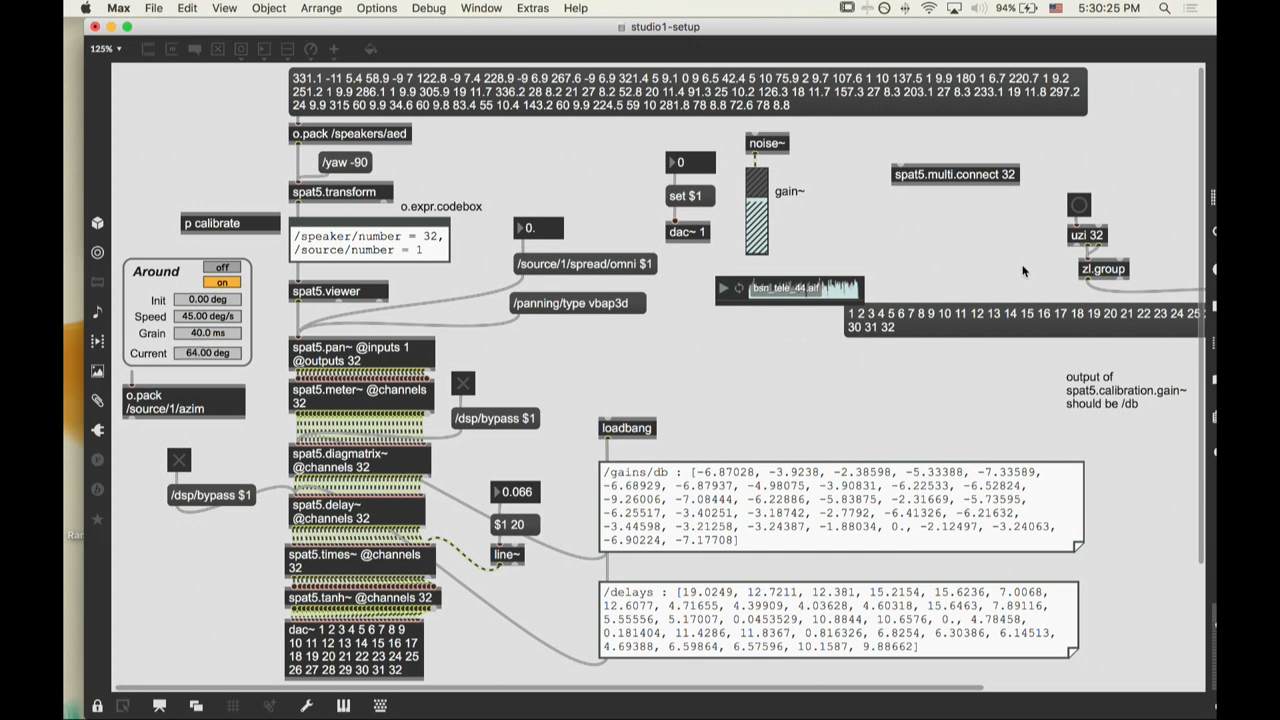 Max File Edit View Object Arrange Options Debug Window Extras Help 94% 5:30:25 PM
studio1-setup
125%
331.1 -11 5.4 58.9 -9 7 122.8 -9 7.4 228.9 -9 6.9 267.6 -9 6.9 321.4 5 9.1 0 9 6.5 42.4 5 10 75.9 2 9.7 107.6 1 10 137.5 1 9.9 180 1 6.7 220.7 1 9.2
251.2 1 9.9 286.1 1 9.9 305.9 19 11.7 336.2 28 8.2 21 27 8.2 52.8 20 11.4 91.3 25 10.2 126.3 18 11.7 157.3 27 8.3 203.1 27 8.3 233.1 19 11.8 297.2
24 9.9 315 60 9.9 34.6 60 9.8 83.4 55 10.4 143.2 60 9.9 224.5 59 10 281.8 78 8.8 72.6 78 8.8
o.pack /speakers/aed
/yaw -90
spat5.transform
o.expr.codebox
p calibrate
/speaker/number = 32,
/source/number = 1
0.
/source/1/spread/omni $1
/panning/type vbap3d
spat5.viewer
0
set $1
dac~ 1
noise~
gain~
bsn_tele_44.aif
spat5.multi.connect 32
uzi 32
zl.group
1 2 3 4 5 6 7 8 9 10 11 12 13 14 15 16 17 18 19 20 21 22 23 24 25
30 31 32
Around
off
on
Init 0.00 deg
Speed 45.00 deg/s
Grain 40.0 ms
Current 64.00 deg
o.pack
/source/1/azim
spat5.pan~ @inputs 1
@outputs 32
spat5.meter~ @channels
32
/dsp/bypass $1
spat5.diagmatrix~
@channels 32
/dsp/bypass $1
spat5.delay~
@channels 32
0.066
$1 20
line~
spat5.times~ @channels
32
spat5.tanh~ @channels 32
dac~ 1 2 3 4 5 6 7 8 9
10 11 12 13 14 15 16 17
18 19 20 21 22 23 24 25
26 27 28 29 30 31 32
output of
spat5.calibration.gain~
should be /db
loadbang
/gains/db : [-6.87028, -3.9238, -2.38598, -5.33388, -7.33589,
-6.68929, -6.87937, -4.98075, -3.90831, -6.22533, -6.52824,
-9.26006, -7.08444, -6.22886, -5.83875, -2.31669, -5.73595,
-6.25517, -3.40251, -3.18742, -2.7792, -6.41326, -6.21632,
-3.44598, -3.21258, -3.24387, -1.88034, 0., -2.12497, -3.24063,
-6.90224, -7.17708]
/delays : [19.0249, 12.7211, 12.381, 15.2154, 15.6236, 7.0068,
12.6077, 4.71655, 4.39909, 4.03628, 4.60318, 15.6463, 7.89116,
5.55556, 5.17007, 0.0453529, 10.8844, 10.6576, 0., 4.78458,
0.181404, 11.4286, 11.8367, 0.816326, 6.8254, 6.30386, 6.14513,
4.69388, 6.59864, 6.57596, 10.1587, 9.88662]